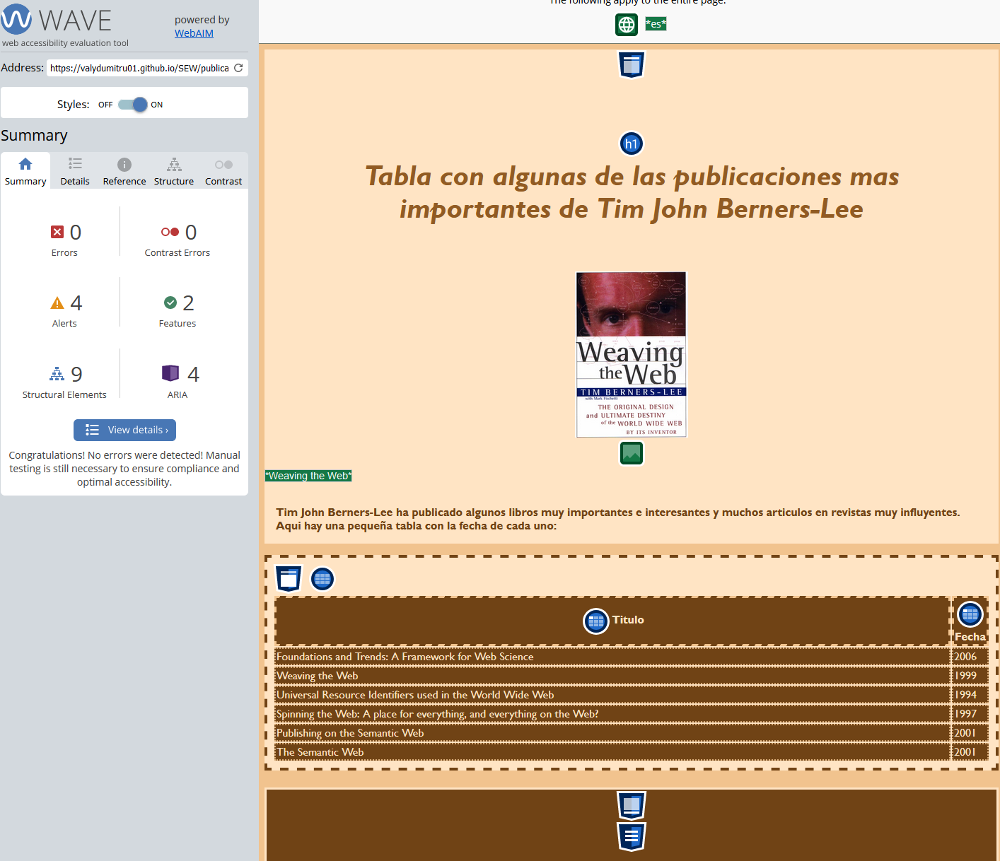 WAVE
web accessibility evaluation tool
powered by
WebAIM
Address: https://valydumitru01.github.io/SEW/publica
Styles: OFF ON
Summary
Summary Details Reference Structure Contrast
0 0
Errors Contrast Errors
4 2
Alerts Features
9 4
Structural Elements ARIA
View details ›
Congratulations! No errors were detected! Manual
testing is still necessary to ensure compliance and
optimal accessibility.
The following apply to the entire page:
*es*
h1
Tabla con algunas de las publicaciones mas
importantes de Tim John Berners-Lee
Weaving
the Web
TIM BERNERS-LEE
with Mark Fischetti
THE ORIGINAL DESIGN
and ULTIMATE DESTINY
of the WORLD WIDE WEB
BY ITS INVENTOR
*Weaving the Web*
Tim John Berners-Lee ha publicado algunos libros muy importantes e interesantes y muchos articulos en revistas muy influyentes.
Aqui hay una pequeña tabla con la fecha de cada uno:
Titulo Fecha
Foundations and Trends: A Framework for Web Science 2006
Weaving the Web 1999
Universal Resource Identifiers used in the World Wide Web 1994
Spinning the Web: A place for everything, and everything on the Web? 1997
Publishing on the Semantic Web 2001
The Semantic Web 2001